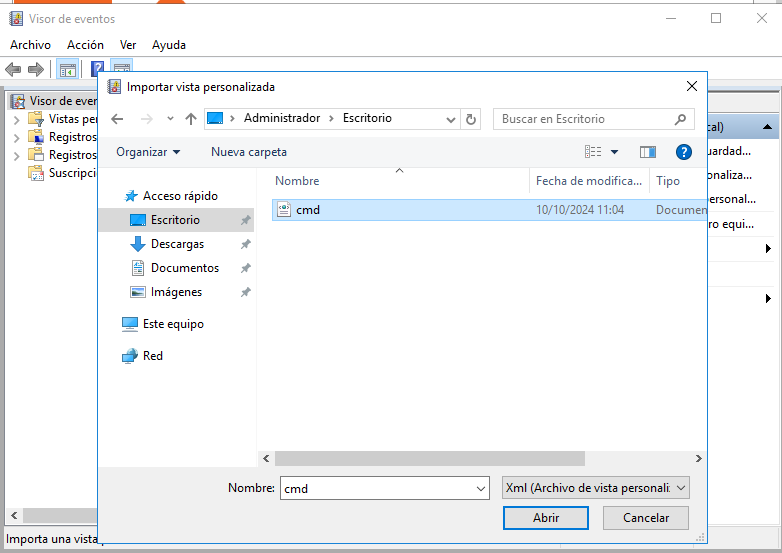 Visor de eventos
Archivo Acción Ver Ayuda
Importar vista personalizada
Administrador Escritorio
Buscar en Escritorio
Organizar Nueva carpeta
Visor de even
Vistas per
Registros
Registros
Suscripci
Acceso rápido
Escritorio
Descargas
Documentos
Imágenes
Este equipo
Red
Nombre Fecha de modifica... Tipo
cmd 10/10/2024 11:04 Documen
cal)
uardad...
onaliza...
personal...
ro equi...
Nombre: cmd
Xml (Archivo de vista personali
Abrir Cancelar
Importa una vista